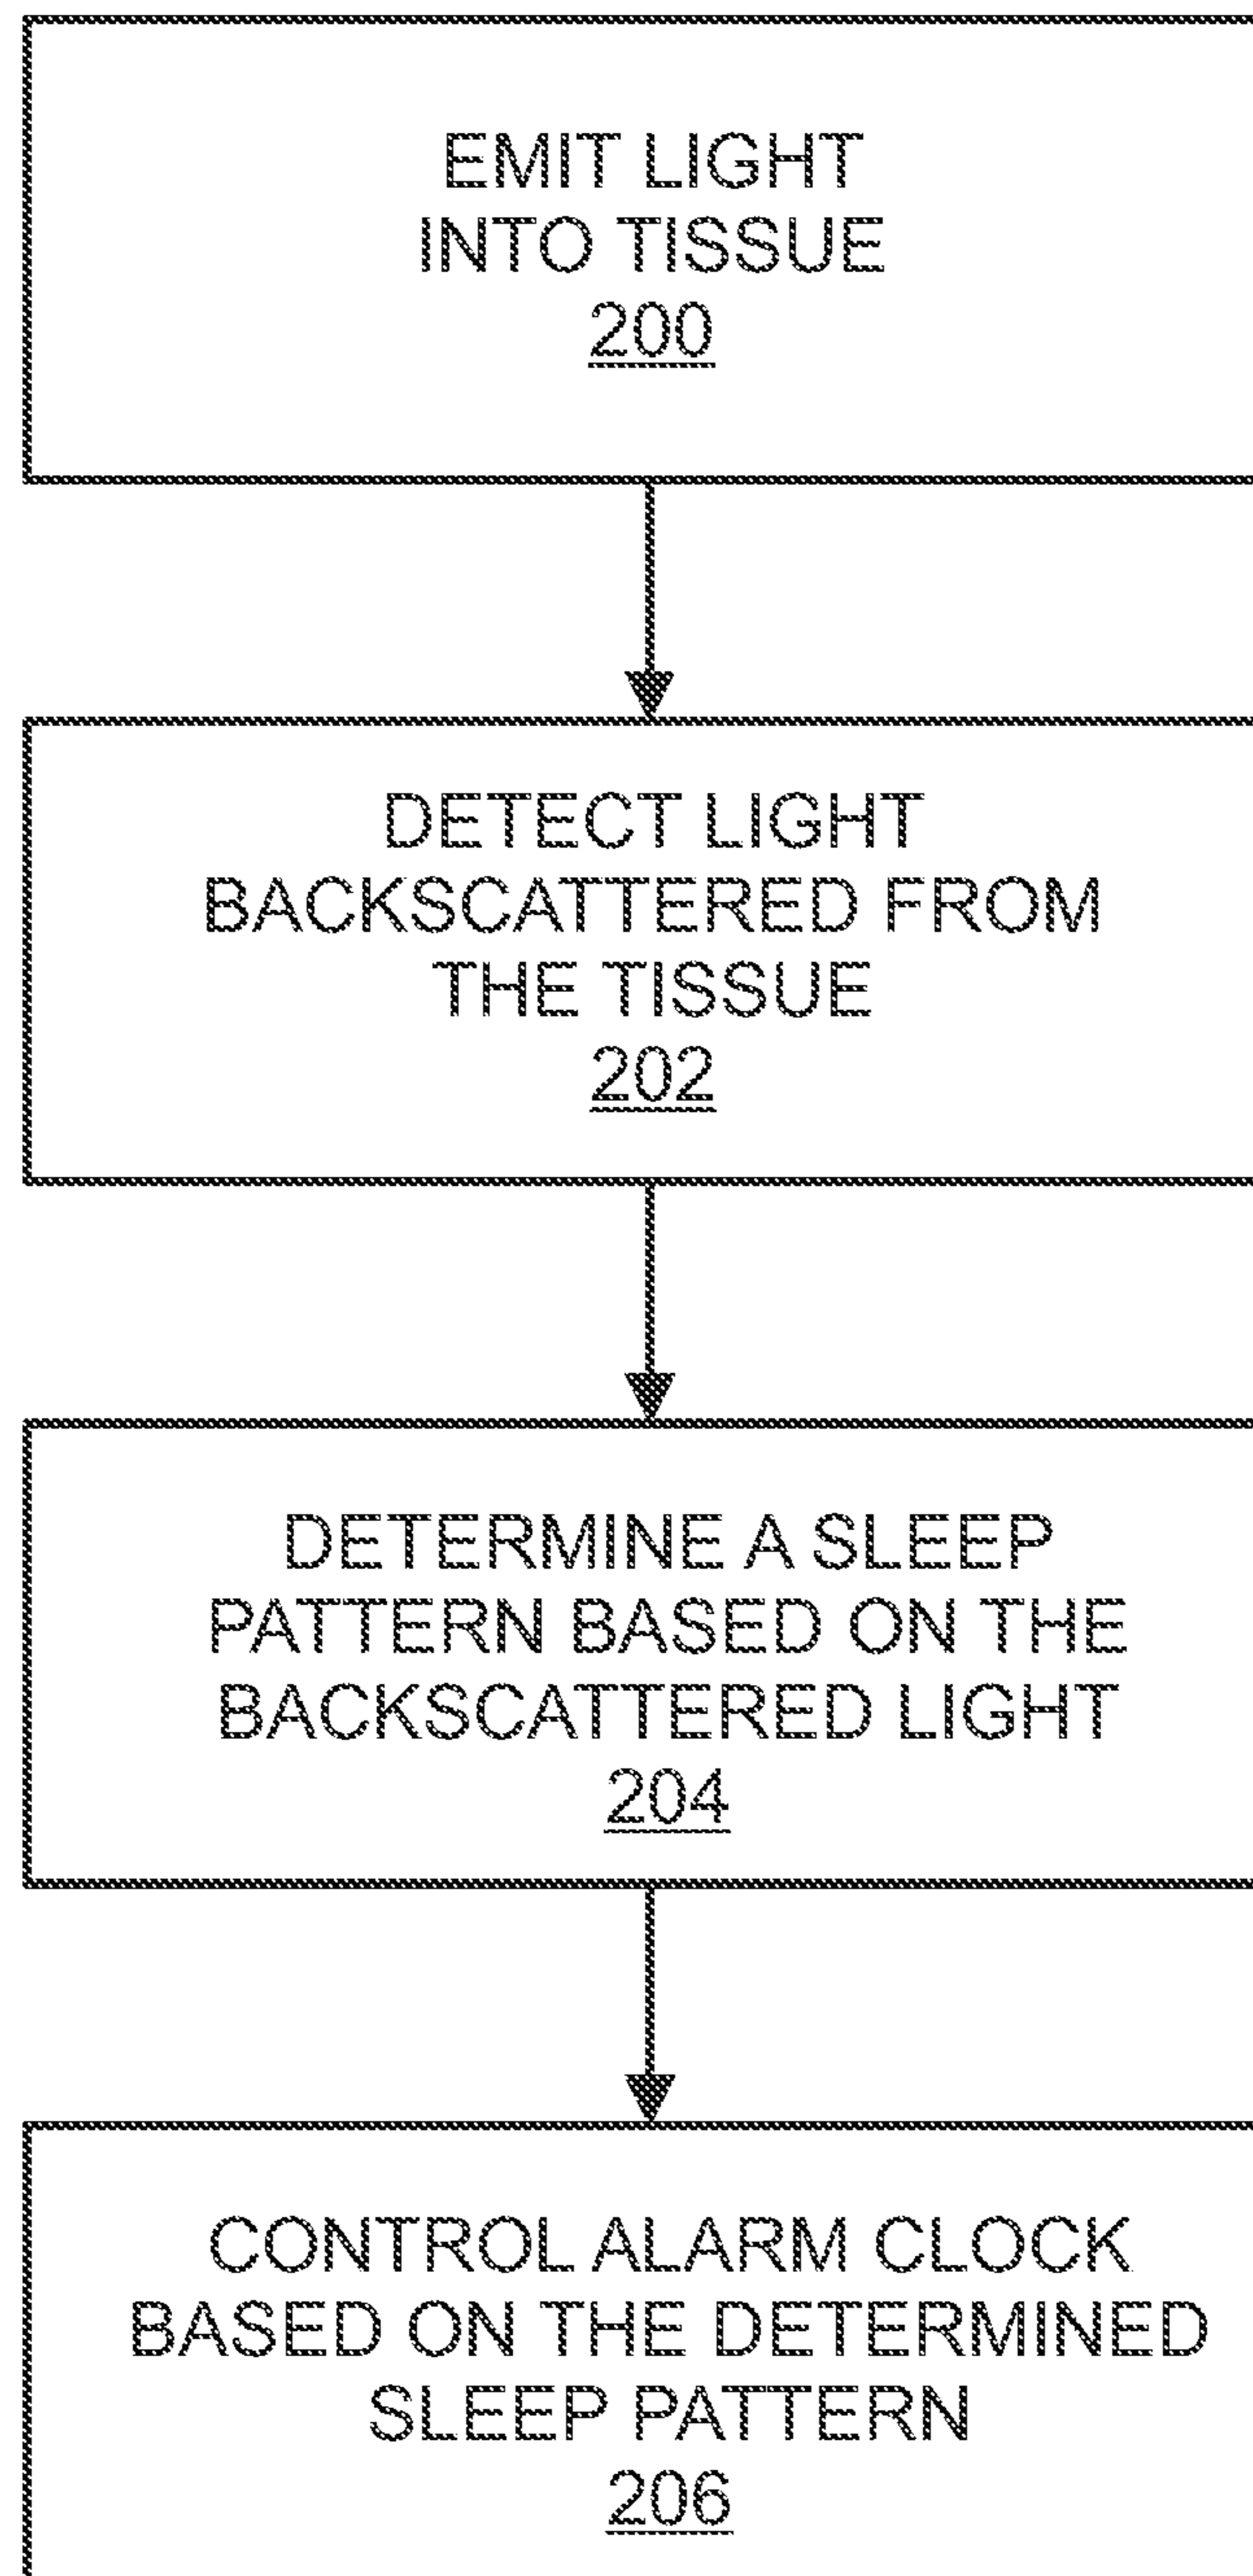 EMIT LIGHT
INTO TISSUE
200
DETECT LIGHT
BACKSCATTERED FROM
THE TISSUE
202
DETERMINE A SLEEP
PATTERN BASED ON THE
BACKSCATTERED LIGHT
204
CONTROL ALARM CLOCK
BASED ON THE DETERMINED
SLEEP PATTERN
206